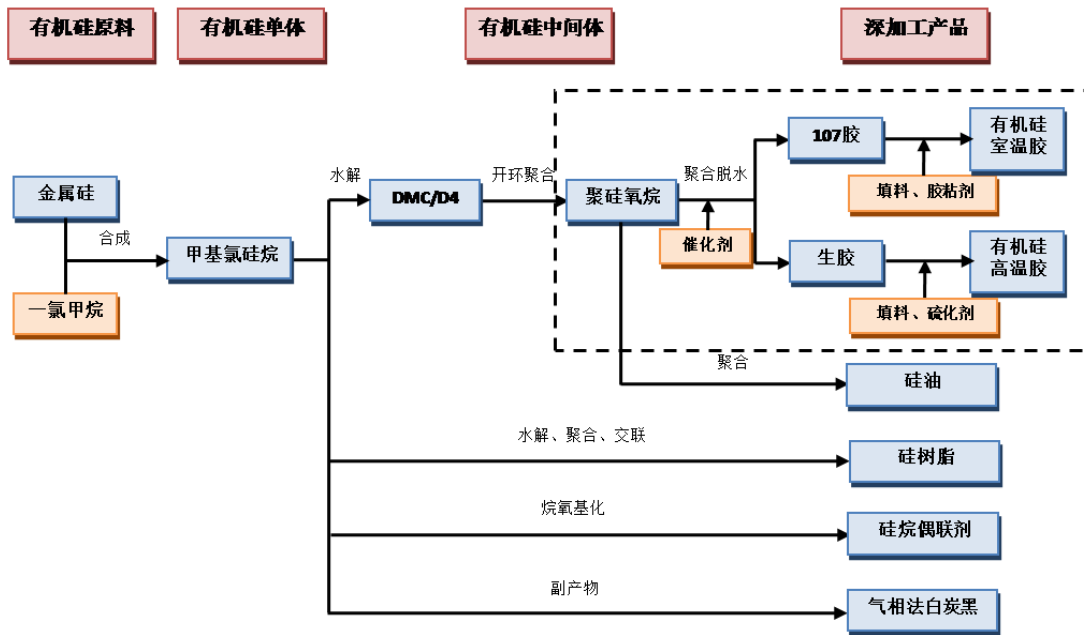 有机硅原料
有机硅单体
有机硅中间体
深加工产品
金属硅
合成
一氯甲烷
甲基氯硅烷
水解
DMC/D4
开环聚合
聚硅氧烷
聚合脱水
催化剂
107胶
填料、胶粘剂
有机硅
室温胶
生胶
填料、硫化剂
有机硅
高温胶
聚合
硅油
水解、聚合、交联
硅树脂
烷氧基化
硅烷偶联剂
副产物
气相法白炭黑